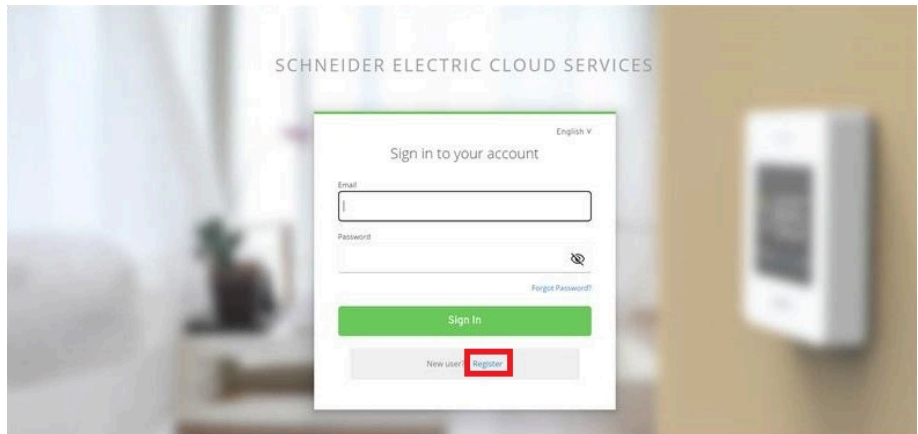 SCHNEIDER ELECTRIC CLOUD SERVICES
English ˅
Sign in to your account
Email
Password
Forgot Password?
Sign In
New user? Register